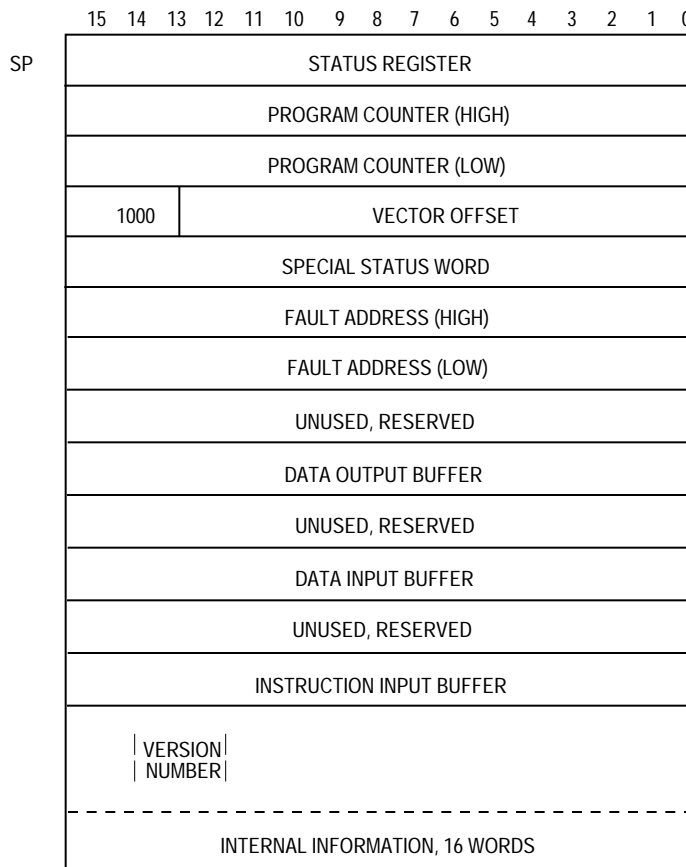 15 14 13 12 11 10 9 8 7 6 5 4 3 2 1 0
SP STATUS REGISTER
PROGRAM COUNTER (HIGH)
PROGRAM COUNTER (LOW)
1000 VECTOR OFFSET
SPECIAL STATUS WORD
FAULT ADDRESS (HIGH)
FAULT ADDRESS (LOW)
UNUSED, RESERVED
DATA OUTPUT BUFFER
UNUSED, RESERVED
DATA INPUT BUFFER
UNUSED, RESERVED
INSTRUCTION INPUT BUFFER
VERSION
NUMBER
INTERNAL INFORMATION, 16 WORDS